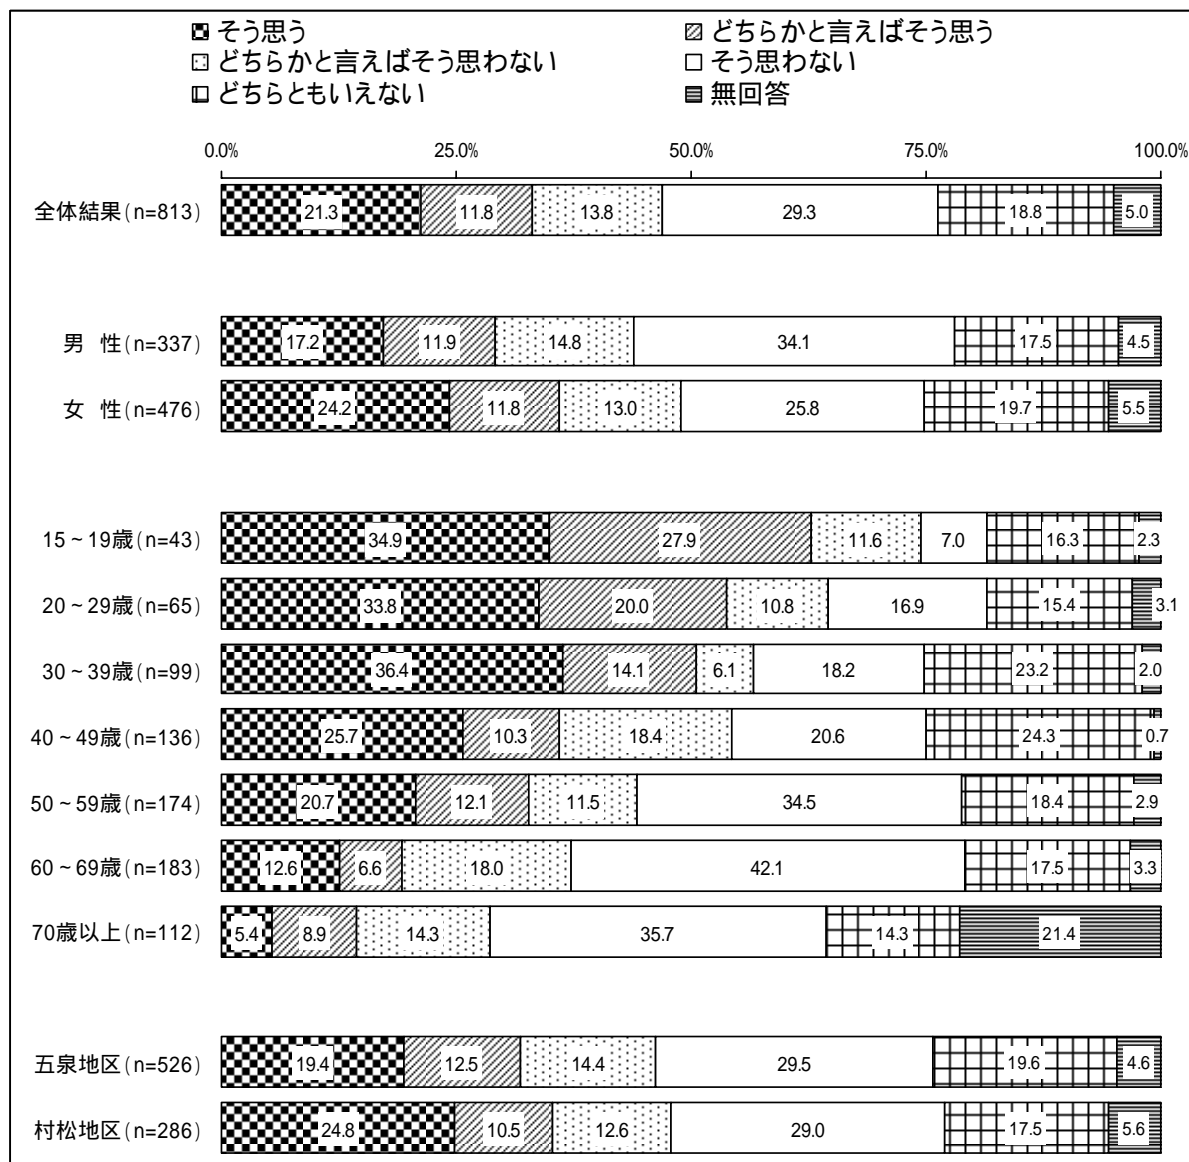 そう思う どちらかと言えばそう思う
どちらかと言えばそう思わない そう思わない
どちらともいえない 無回答
0.0% 25.0% 50.0% 75.0% 100.0%
全体結果(n=813) 21.3 11.8 13.8 29.3 18.8 5.0
男 性(n=337) 17.2 11.9 14.8 34.1 17.5 4.5
女 性(n=476) 24.2 11.8 13.0 25.8 19.7 5.5
15~19歳(n=43) 34.9 27.9 11.6 7.0 16.3 2.3
20~29歳(n=65) 33.8 20.0 10.8 16.9 15.4 3.1
30~39歳(n=99) 36.4 14.1 6.1 18.2 23.2 2.0
40~49歳(n=136) 25.7 10.3 18.4 20.6 24.3 0.7
50~59歳(n=174) 20.7 12.1 11.5 34.5 18.4 2.9
60~69歳(n=183) 12.6 6.6 18.0 42.1 17.5 3.3
70歳以上(n=112) 5.4 8.9 14.3 35.7 14.3 21.4
五泉地区(n=526) 19.4 12.5 14.4 29.5 19.6 4.6
村松地区(n=286) 24.8 10.5 12.6 29.0 17.5 5.6